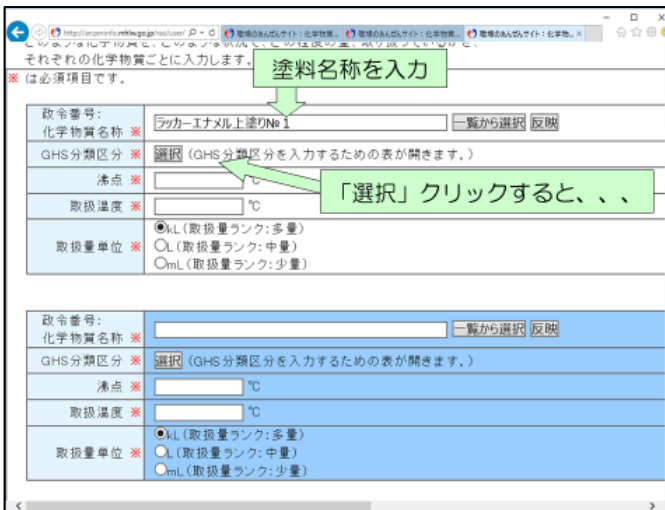 http://anzeninfo.mhlw.go.jp/ras/user/
職場のあんぜんサイト:化学物質...
職場のあんぜんサイト:化学物質...
職場のあんぜんサイト:化学物...
それぞれの化学物質ごとに入力します。
※ は必須項目です。
塗料名称を入力
政令番号:
化学物質名称 ※
ラッカーエナメル上塗り№1
一覧から選択 反映
GHS分類区分 ※ 選択 (GHS分類区分を入力するための表が開きます。)
「選択」クリックすると、、、
沸点 ※ ℃
取扱温度 ※ ℃
取扱量単位 ※
kL(取扱量ランク:多量)
L(取扱量ランク:中量)
mL(取扱量ランク:少量)
政令番号:
化学物質名称 ※
一覧から選択 反映
GHS分類区分 ※ 選択 (GHS分類区分を入力するための表が開きます。)
沸点 ※ ℃
取扱温度 ※ ℃
取扱量単位 ※
kL(取扱量ランク:多量)
L(取扱量ランク:中量)
mL(取扱量ランク:少量)